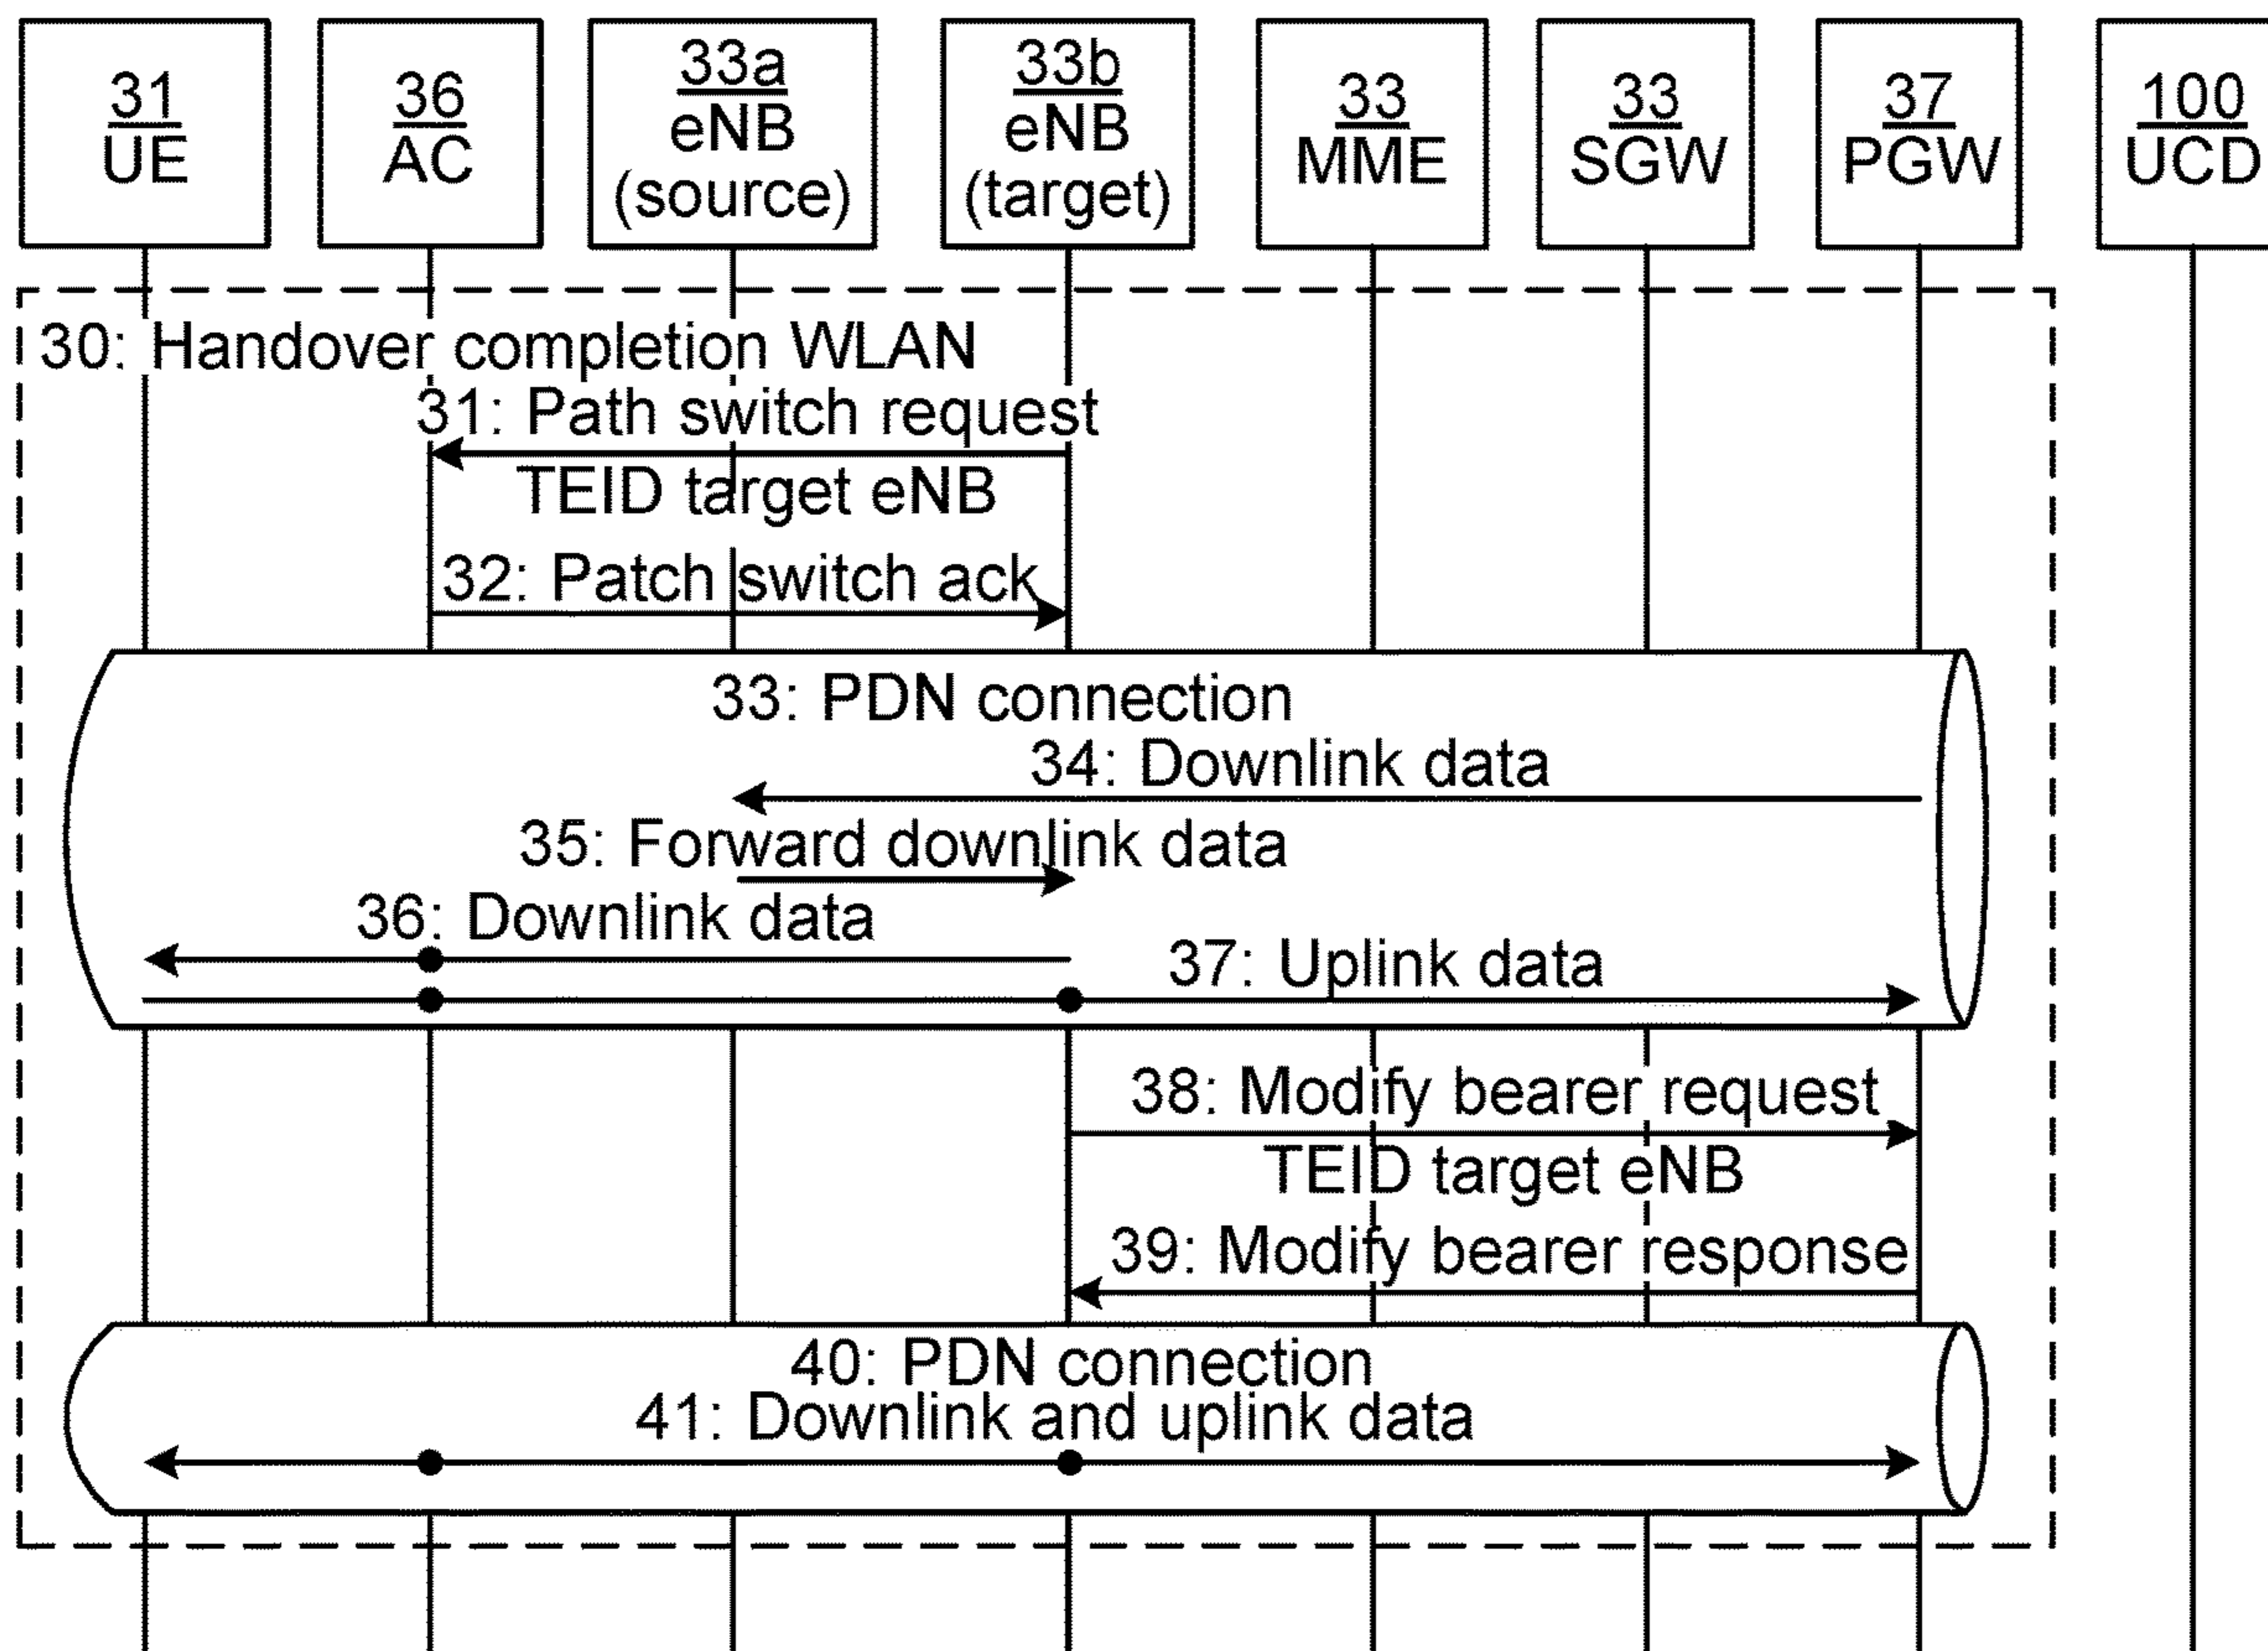 31
UE
36
AC
33a
eNB
(source)
33b
eNB
(target)
33
MME
33
SGW
37
PGW
100
UCD
30: Handover completion WLAN
31: Path switch request
TEID target eNB
32: Patch switch ack
33: PDN connection
34: Downlink data
35: Forward downlink data
36: Downlink data
37: Uplink data
38: Modify bearer request
TEID target eNB
39: Modify bearer response
40: PDN connection
41: Downlink and uplink data